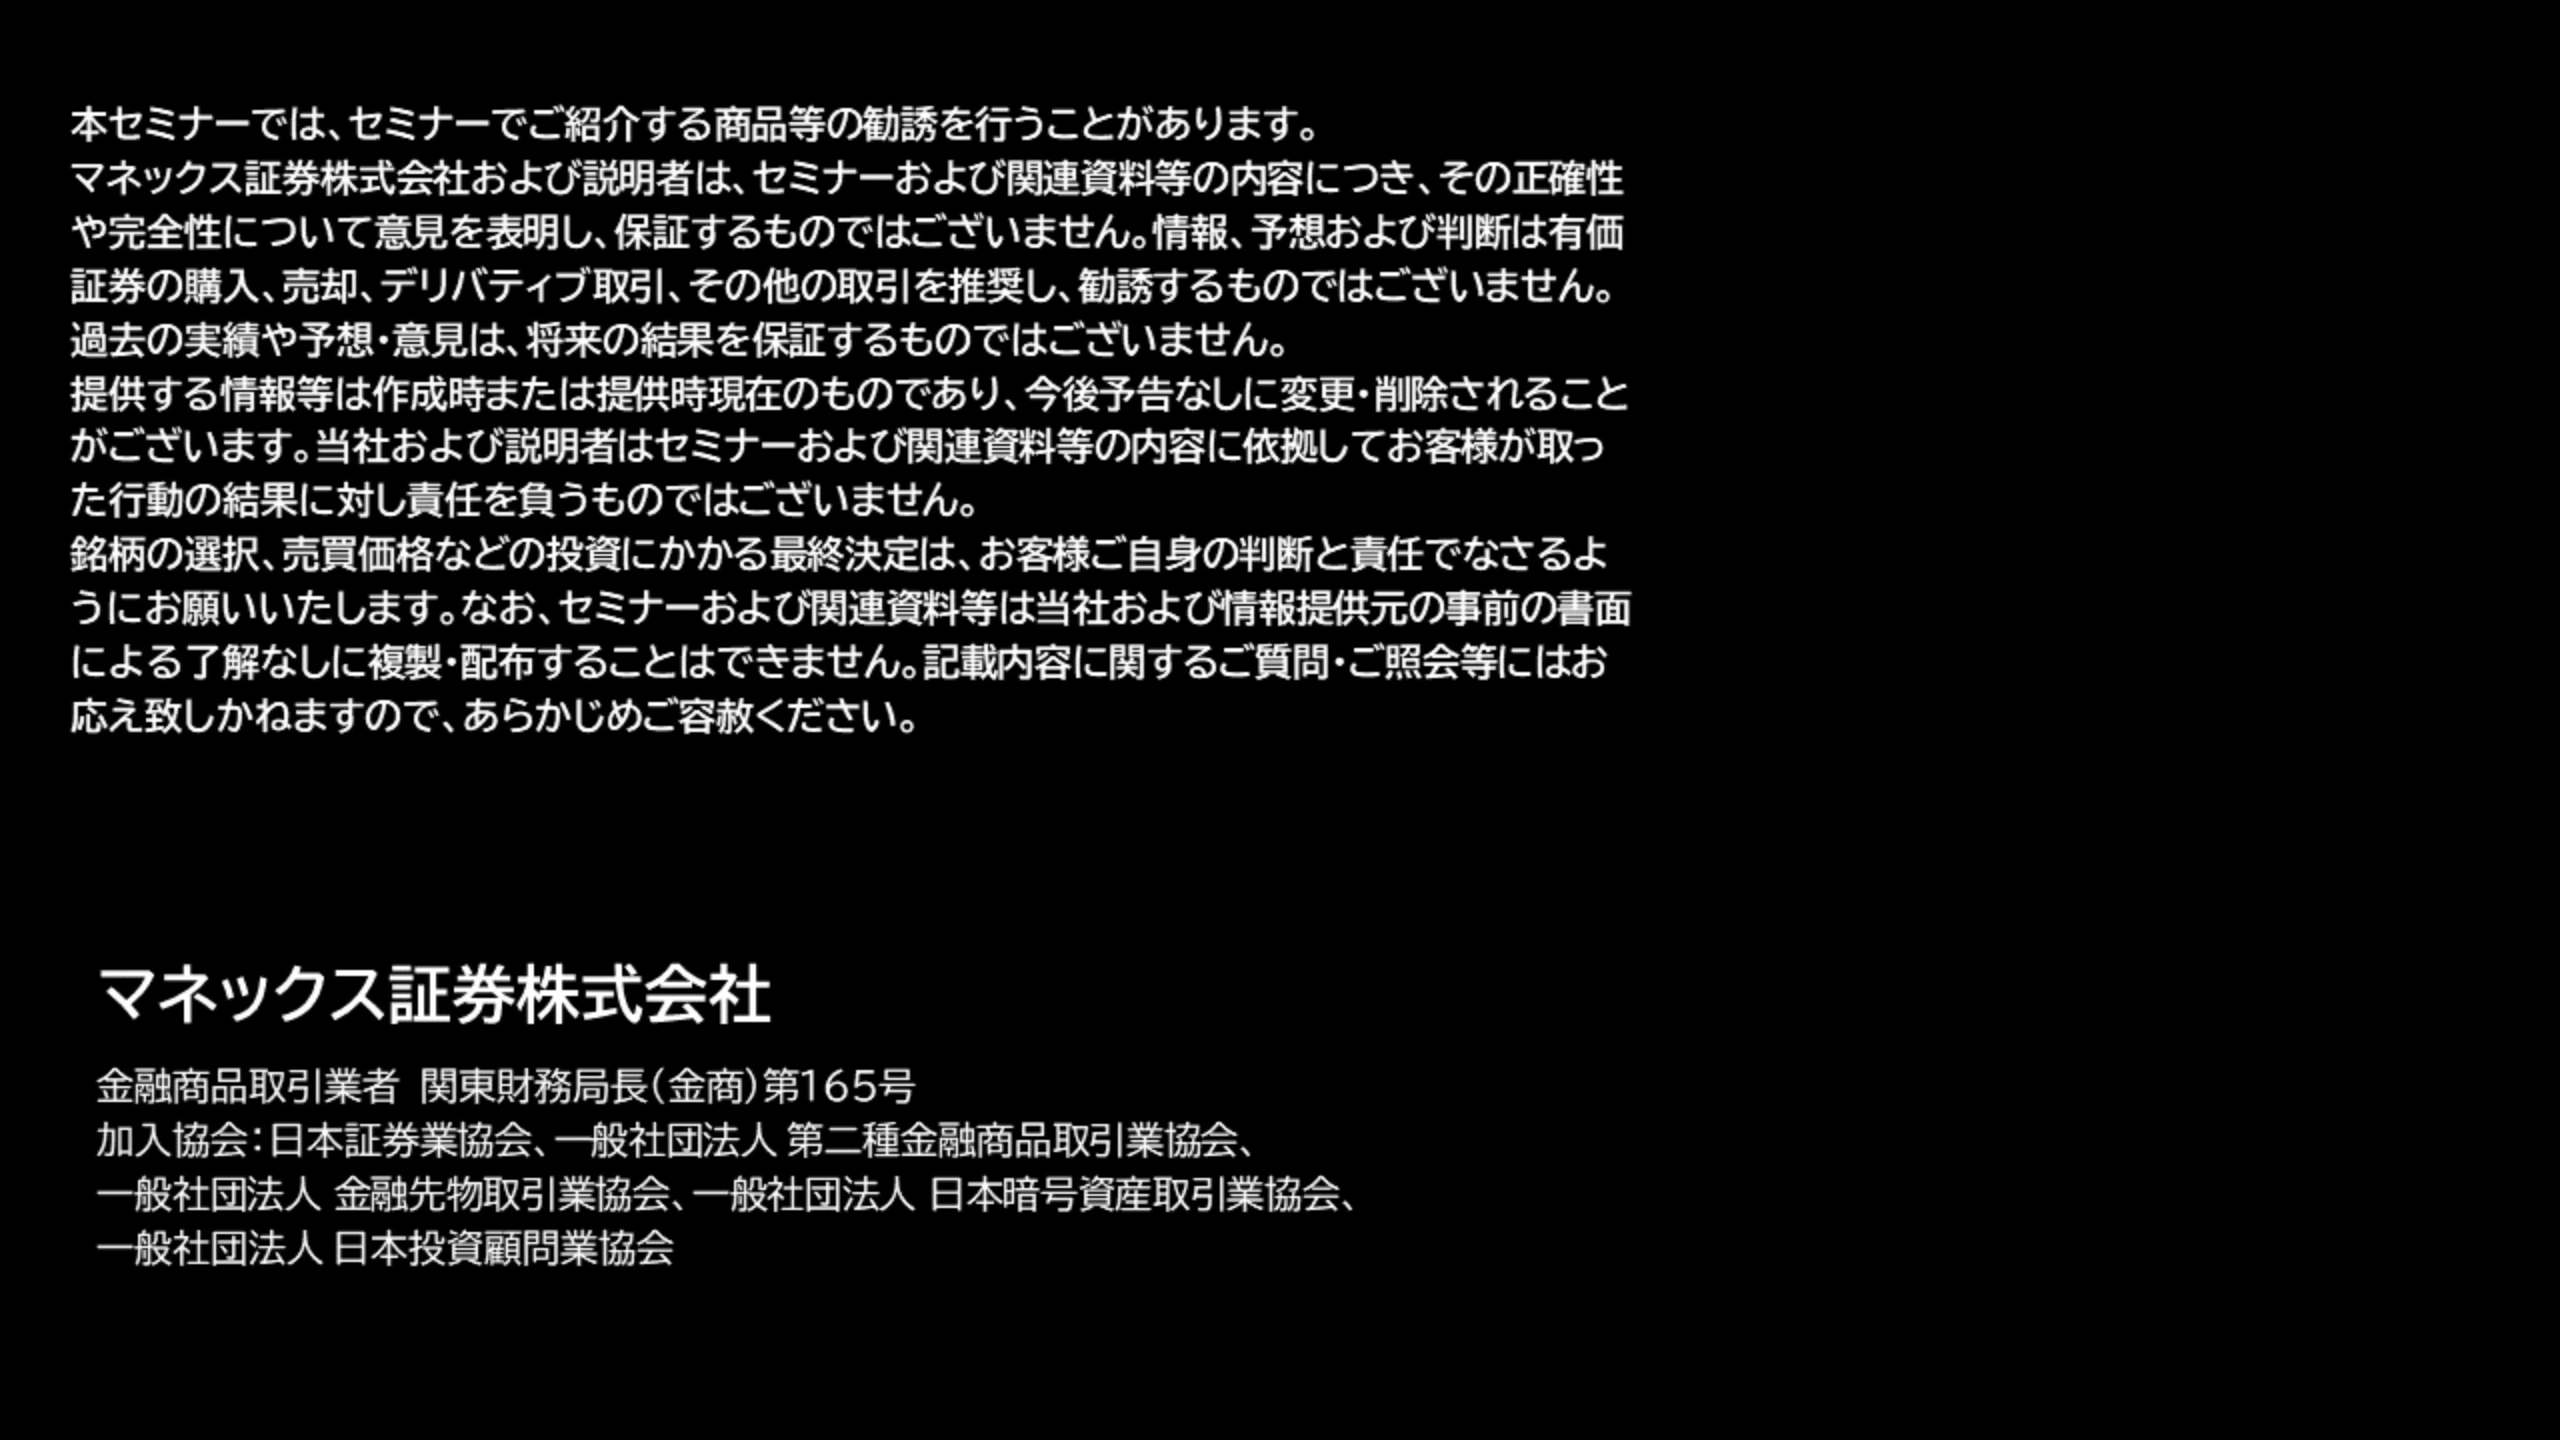 本セミナーでは、セミナーでご紹介する商品等の勧誘を行うことがあります。
マネックス証券株式会社および説明者は、セミナーおよび関連資料等の内容につき、その正確性
や完全性について意見を表明し、保証するものではございません。情報、予想および判断は有価
証券の購入、売却、デリバティブ取引、その他の取引を推奨し、勧誘するものではございません。
過去の実績や予想・意見は、将来の結果を保証するものではございません。
提供する情報等は作成時または提供時現在のものであり、今後予告なしに変更・削除されること
がございます。当社および説明者はセミナーおよび関連資料等の内容に依拠してお客様が取っ
た行動の結果に対し責任を負うものではございません。
銘柄の選択、売買価格などの投資にかかる最終決定は、お客様ご自身の判断と責任でなさるよ
うにお願いいたします。なお、セミナーおよび関連資料等は当社および情報提供元の事前の書面
による了解なしに複製・配布することはできません。記載内容に関するご質問・ご照会等にはお
応え致しかねますので、あらかじめご容赦ください。
マネックス証券株式会社
金融商品取引業者 関東財務局長(金商)第165号
加入協会:日本証券業協会、一般社団法人 第二種金融商品取引業協会、
一般社団法人 金融先物取引業協会、一般社団法人 日本暗号資産取引業協会、
一般社団法人 日本投資顧問業協会